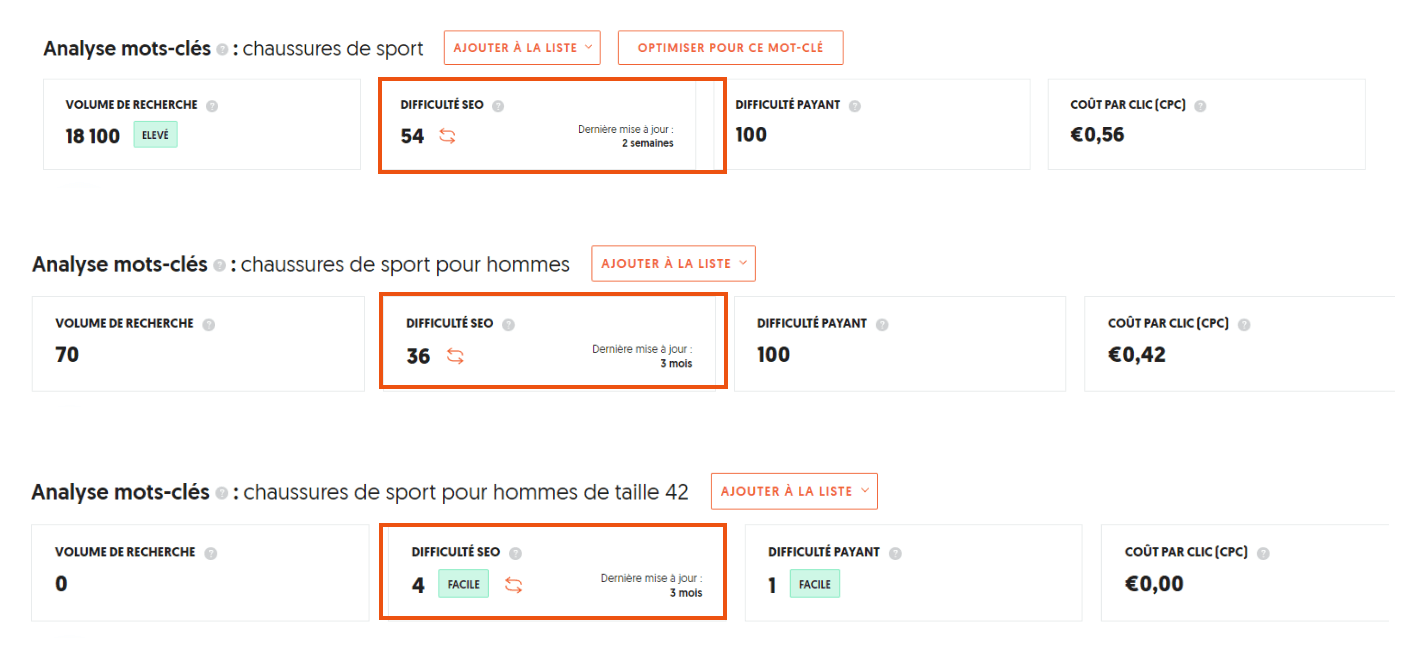 Analyse mots-clés ? : chaussures de sport AJOUTER À LA LISTE OPTIMISER POUR CE MOT-CLÉ
VOLUME DE RECHERCHE ? DIFFICULTÉ SEO ? DIFFICULTÉ PAYANT ? COÛT PAR CLIC (CPC) ?
18 100 ELEVÉ 54 Dernière mise à jour : 100 €0,56
2 semaines
Analyse mots-clés ? : chaussures de sport pour hommes AJOUTER À LA LISTE
VOLUME DE RECHERCHE ? DIFFICULTÉ SEO ? DIFFICULTÉ PAYANT ? COÛT PAR CLIC (CPC) ?
70 36 Dernière mise à jour : 100 €0,42
3 mois
Analyse mots-clés ? : chaussures de sport pour hommes de taille 42 AJOUTER À LA LISTE
VOLUME DE RECHERCHE ? DIFFICULTÉ SEO ? DIFFICULTÉ PAYANT ? COÛT PAR CLIC (CPC) ?
0 4 FACILE Dernière mise à jour : 1 FACILE €0,00
3 mois